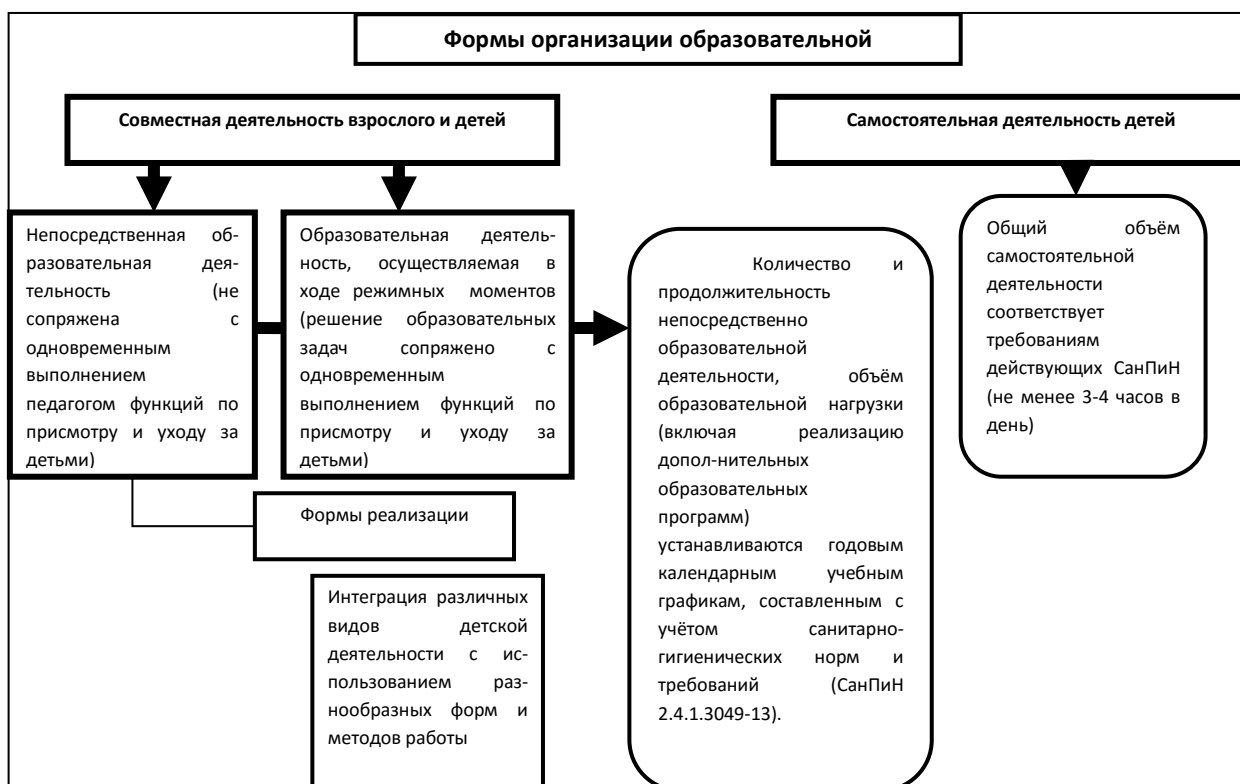 Формы организации образовательной
Совместная деятельность взрослого и детей
Самостоятельная деятельность детей
Непосредственная об-
разовательная дея-
тельность (не
сопряжена с
одновременным
выполнением
педагогом функций по
присмотру и уходу за
детьми)
Образовательная деятель-
ность, осуществляемая в
ходе режимных моментов
(решение образовательных
задач сопряжено с
одновременным
выполнением функций по
присмотру и уходу за
детьми)
Количество и
продолжительность
непосредственно
образовательной
деятельности, объём
образовательной нагрузки
(включая реализацию
допол-нительных
образовательных
программ)
устанавливаются годовым
календарным учебным
графикам, составленным с
учётом санитарно-
гигиенических норм и
требований (СанПиН
2.4.1.3049-13).
Общий объём
самостоятельной
деятельности
соответствует
требованиям
действующих СанПиН
(не менее 3-4 часов в
день)
Формы реализации
Интеграция различных
видов детской
деятельности с ис-
пользованием раз-
нообразных форм и
методов работы